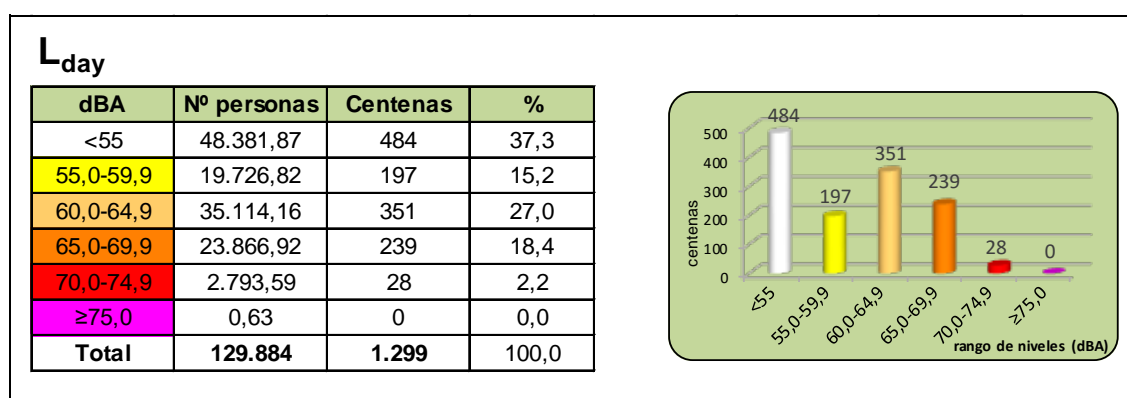 Lday
dBA Nº personas Centenas %
<55 48.381,87 484 37,3
55,0-59,9 19.726,82 197 15,2
60,0-64,9 35.114,16 351 27,0
65,0-69,9 23.866,92 239 18,4
70,0-74,9 2.793,59 28 2,2
≥75,0 0,63 0 0,0
Total 129.884 1.299 100,0
centenas
500
400
300
200
100
0
484
197
351
239
28
0
<55
55,0-59,9
60,0-64,9
65,0-69,9
70,0-74,9
≥75,0
rango de niveles (dBA)